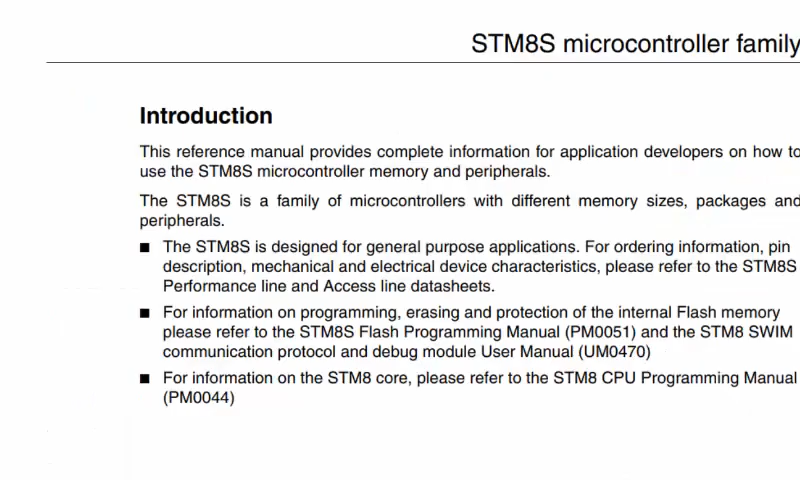 STM8S microcontroller family
Introduction
This reference manual provides complete information for application developers on how to
use the STM8S microcontroller memory and peripherals.
The STM8S is a family of microcontrollers with different memory sizes, packages and
peripherals.
■ The STM8S is designed for general purpose applications. For ordering information, pin
description, mechanical and electrical device characteristics, please refer to the STM8S
Performance line and Access line datasheets.
■ For information on programming, erasing and protection of the internal Flash memory
please refer to the STM8S Flash Programming Manual (PM0051) and the STM8 SWIM
communication protocol and debug module User Manual (UM0470)
■ For information on the STM8 core, please refer to the STM8 CPU Programming Manual
(PM0044)